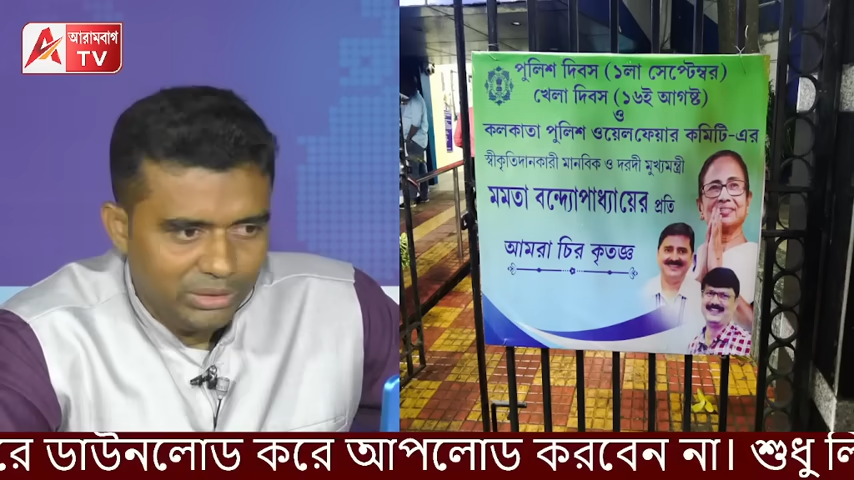 আরামবাগ
TV
পুলিশ দিবস (১লা সেপ্টেম্বর)
খেলা দিবস (১৬ই আগষ্ট)
ও
কলকাতা পুলিশ ওয়েলফেয়ার কমিটি-এর
স্বীকৃতিদানকারী মানবিক ও দরদী মুখ্যমন্ত্রী
মমতা বন্দ্যোপাধ্যায়ের প্রতি
আমরা চির কৃতজ্ঞ
রে ডাউনলোড করে আপলোড করবেন না। শুধু লি